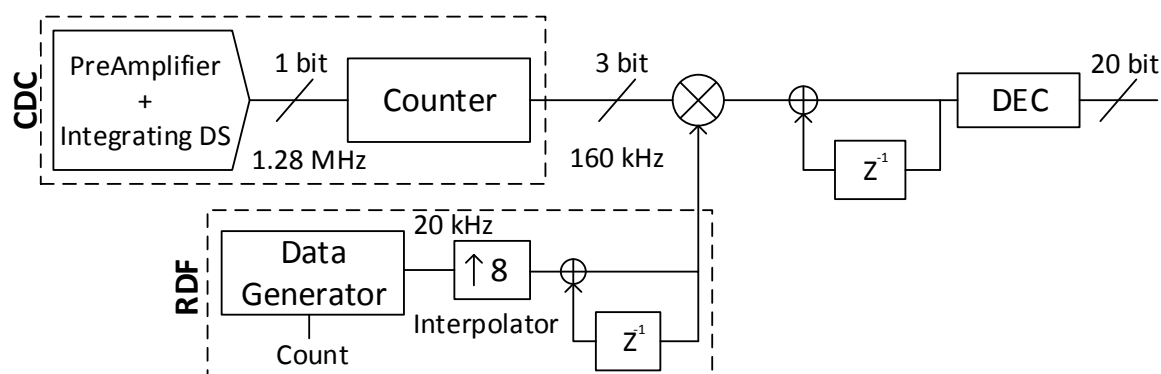 CDC
PreAmplifier
+
Integrating DS
1 bit
1.28 MHz
Counter
3 bit
160 kHz
Z-1
DEC
20 bit
RDF
Data
Generator
Count
20 kHz
↑ 8
Interpolator
Z-1